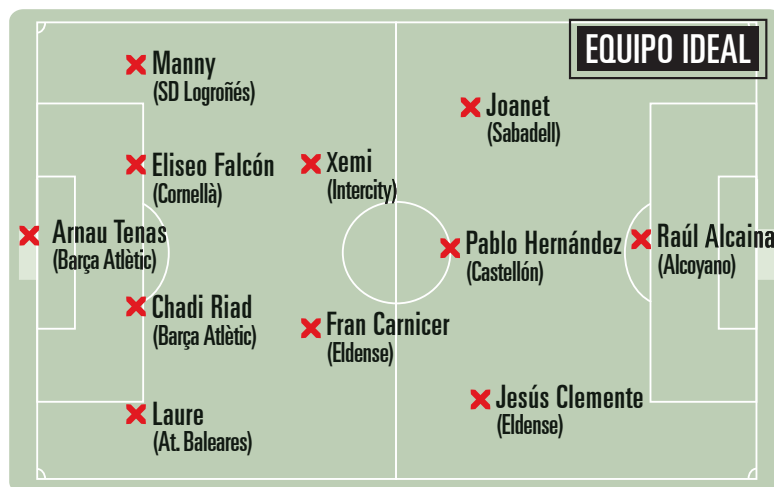 EQUIPO IDEAL
Manny
(SD Logroñés)
Eliseo Falcón
(Cornellà)
Arnau Tenas
(Barça Atlètic)
Chadi Riad
(Barça Atlètic)
Laure
(At. Baleares)
Xemi
(Intercity)
Fran Carnicer
(Eldense)
Joanet
(Sabadell)
Pablo Hernández
(Castellón)
Jesús Clemente
(Eldense)
Raúl Alcaina
(Alcoyano)